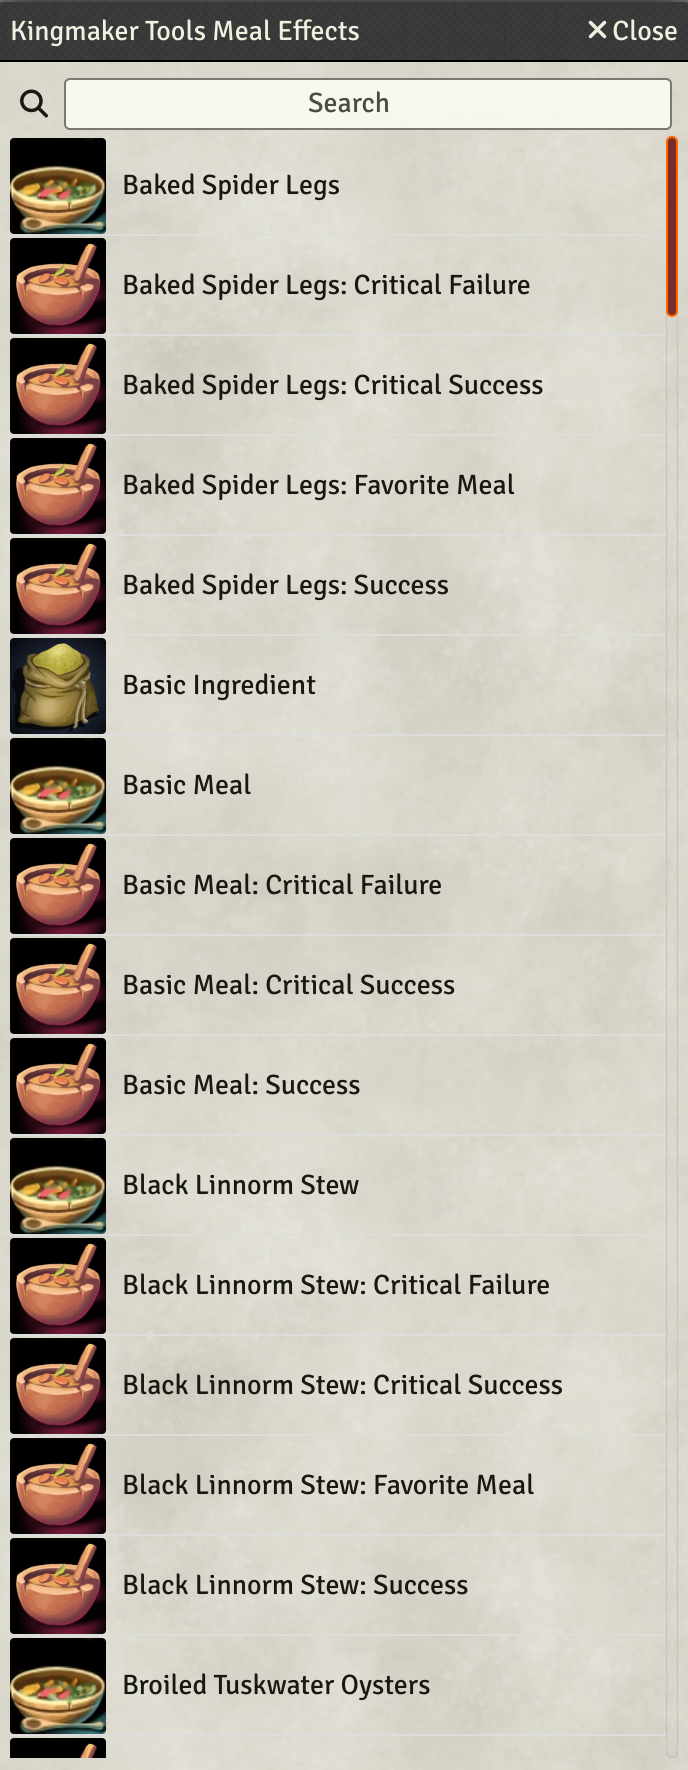 Kingmaker Tools Meal Effects
Close
Search
Baked Spider Legs
Baked Spider Legs: Critical Failure
Baked Spider Legs: Critical Success
Baked Spider Legs: Favorite Meal
Baked Spider Legs: Success
Basic Ingredient
Basic Meal
Basic Meal: Critical Failure
Basic Meal: Critical Success
Basic Meal: Success
Black Linnorm Stew
Black Linnorm Stew: Critical Failure
Black Linnorm Stew: Critical Success
Black Linnorm Stew: Favorite Meal
Black Linnorm Stew: Success
Broiled Tuskwater Oysters